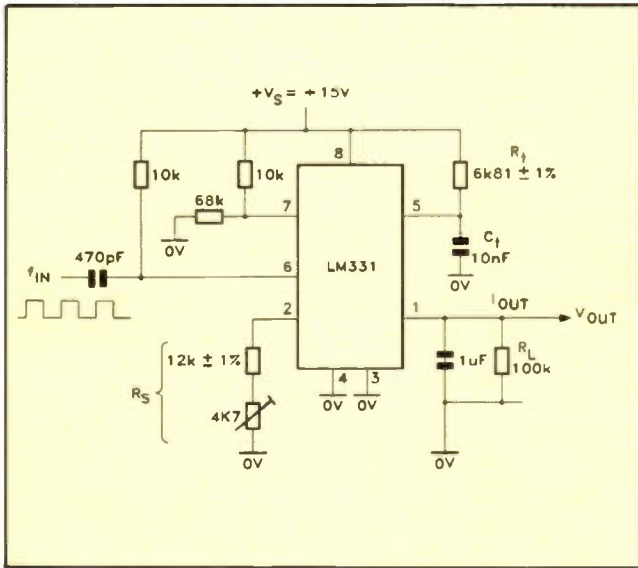 +VS = + 15V
8
Rt
10k
10k
6k81 ± 1%
68k
7
5
0V
Ct
10nF
470pF
fIN
6
LM331
0V
IOUT
2
1
VOUT
12k ± 1%
1uF
RL
100k
RS
4
3
4K7
0V
0V
0V
0V